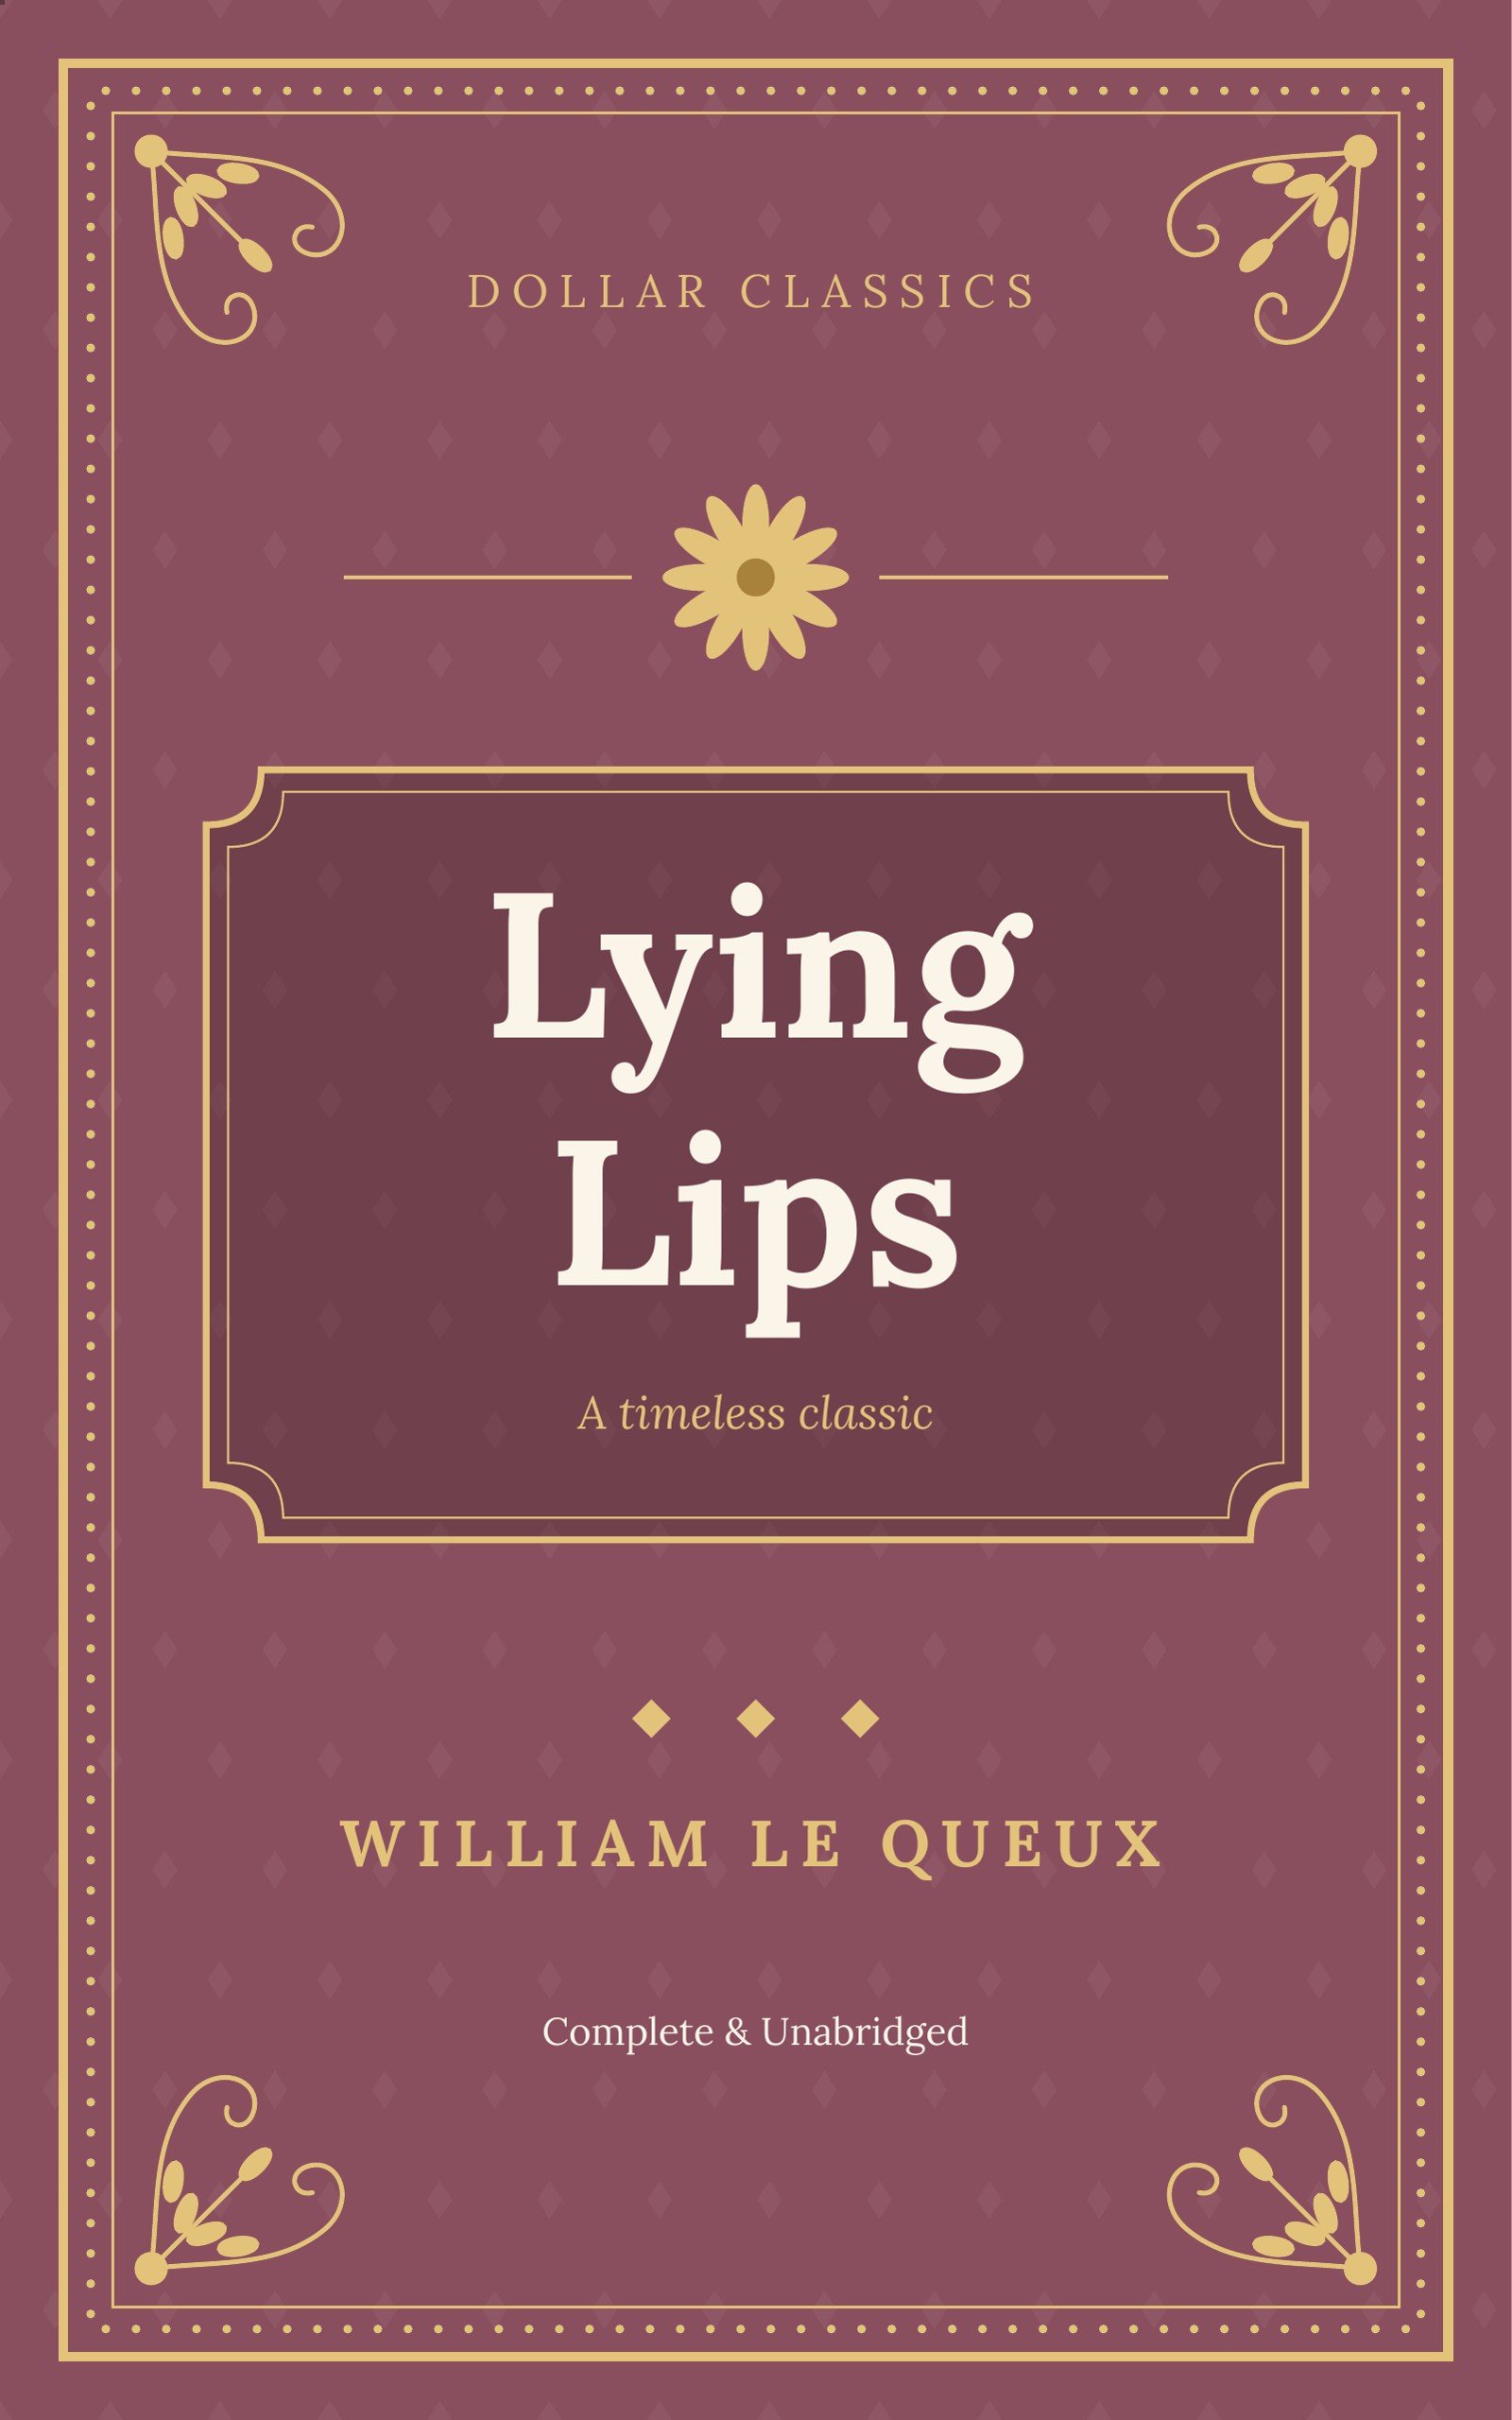 DOLLAR CLASSICS
Lying
Lips
A timeless classic
WILLIAM LE QUEUX
Complete & Unabridged